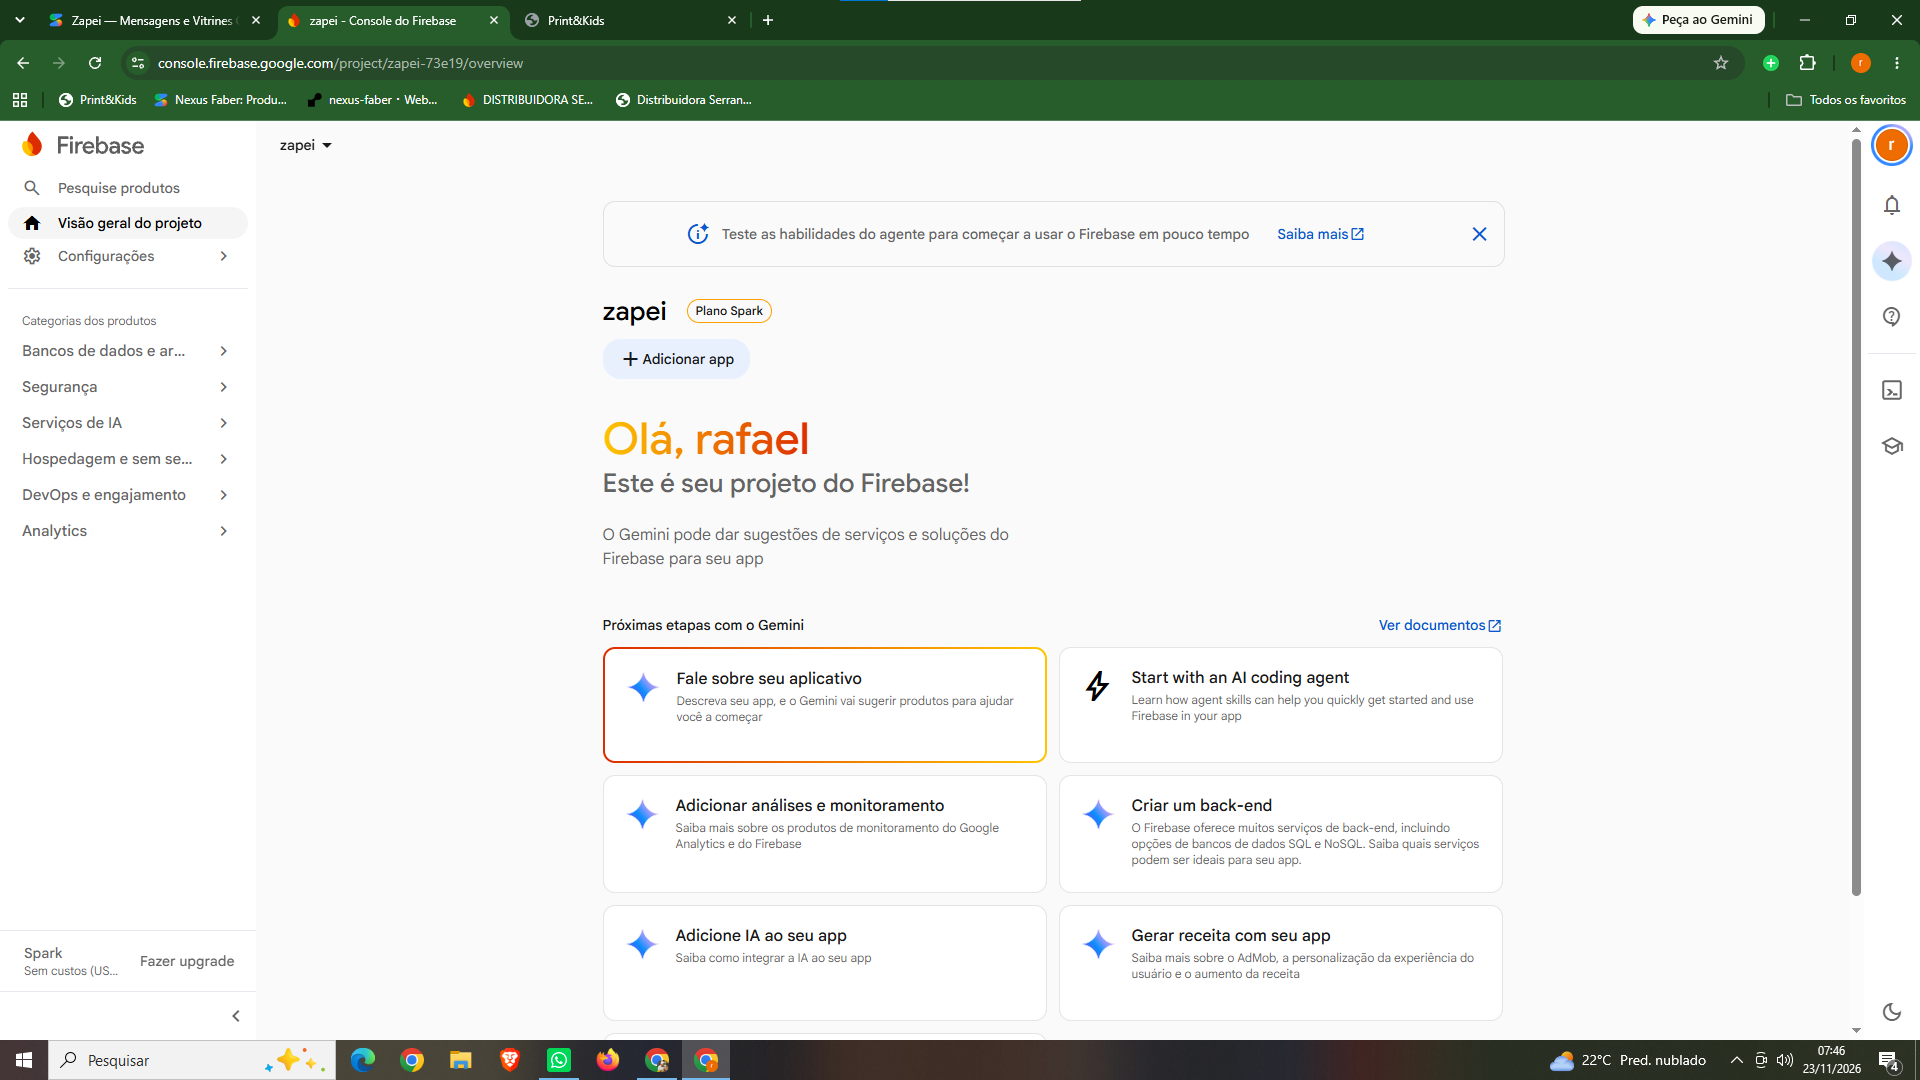 Zapei — Mensagens e Vitrines
zapei - Console do Firebase
Print&Kids
Peça ao Gemini
console.firebase.google.com/project/zapei-73e19/overview
r
Print&Kids
Nexus Faber: Produ...
nexus-faber · Web...
DISTRIBUIDORA SE...
Distribuidora Serran...
Todos os favoritos
Firebase
zapei
r
Pesquise produtos
Visão geral do projeto
Configurações
Categorias dos produtos
Bancos de dados e ar...
Segurança
Serviços de IA
Hospedagem e sem se...
DevOps e engajamento
Analytics
Spark
Sem custos (US...
Fazer upgrade
Teste as habilidades do agente para começar a usar o Firebase em pouco tempo
Saiba mais
zapei
Plano Spark
Adicionar app
Olá, rafael
Este é seu projeto do Firebase!
O Gemini pode dar sugestões de serviços e soluções do
Firebase para seu app
Próximas etapas com o Gemini
Ver documentos
Fale sobre seu aplicativo
Descreva seu app, e o Gemini vai sugerir produtos para ajudar
você a começar
Start with an AI coding agent
Learn how agent skills can help you quickly get started and use
Firebase in your app
Adicionar análises e monitoramento
Saiba mais sobre os produtos de monitoramento do Google
Analytics e do Firebase
Criar um back-end
O Firebase oferece muitos serviços de back-end, incluindo
opções de bancos de dados SQL e NoSQL. Saiba quais serviços
podem ser ideais para seu app.
Adicione IA ao seu app
Saiba como integrar a IA ao seu app
Gerar receita com seu app
Saiba mais sobre o AdMob, a personalização da experiência do
usuário e o aumento da receita
Pesquisar
22°C Pred. nublado
07:46
23/11/2026
4